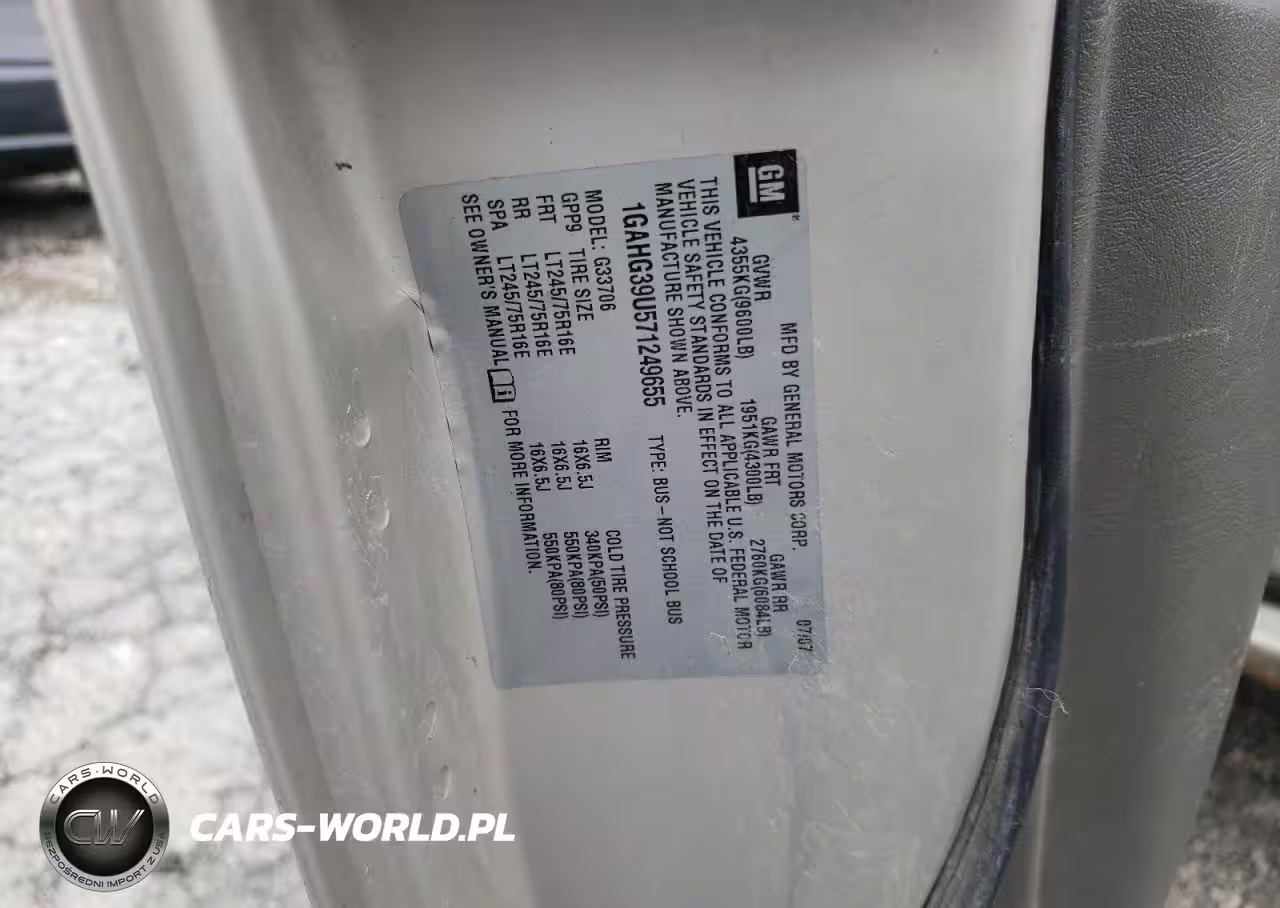 GM®
MFD BY GENERAL MOTORS CORP. 07/07
GVWR GAWR FRT GAWR RR
4355KG(9600LB) 1951KG(4300LB) 2760KG(6084LB)
THIS VEHICLE CONFORMS TO ALL APPLICABLE U.S. FEDERAL MOTOR
VEHICLE SAFETY STANDARDS IN EFFECT ON THE DATE OF
MANUFACTURE SHOWN ABOVE.
1GAHG39U571249655 TYPE: BUS-NOT SCHOOL BUS
MODEL: G33706
GPP9 TIRE SIZE RIM COLD TIRE PRESSURE
FRT LT245/75R16E 16X6.5J 340KPA(50PSI)
RR LT245/75R16E 16X6.5J 550KPA(80PSI)
SPA LT245/75R16E 16X6.5J 550KPA(80PSI)
SEE OWNER'S MANUAL FOR MORE INFORMATION.
CARS-WORLD
CW
BEZPOŚREDNI IMPORT Z USA
CARS-WORLD.PL